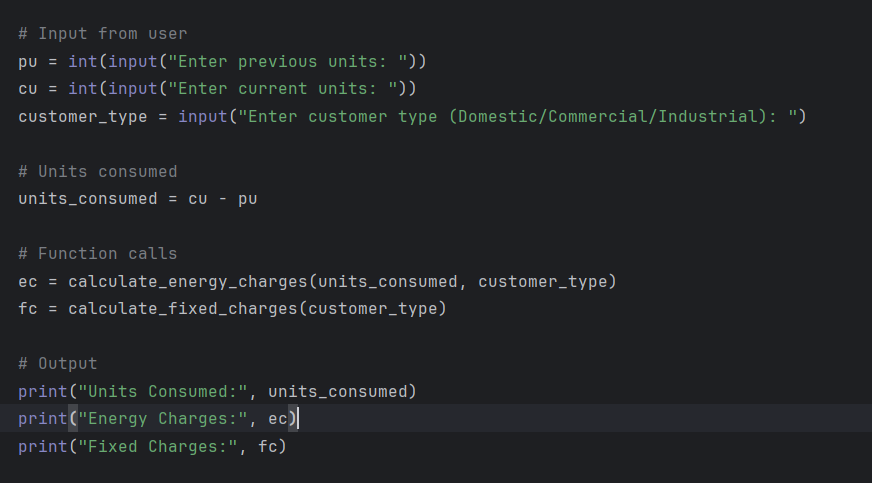 # Input from user
pu = int(input("Enter previous units: "))
cu = int(input("Enter current units: "))
customer_type = input("Enter customer type (Domestic/Commercial/Industrial): ")
# Units consumed
units_consumed = cu - pu
# Function calls
ec = calculate_energy_charges(units_consumed, customer_type)
fc = calculate_fixed_charges(customer_type)
# Output
print("Units Consumed:", units_consumed)
print("Energy Charges:", ec)
print("Fixed Charges:", fc)